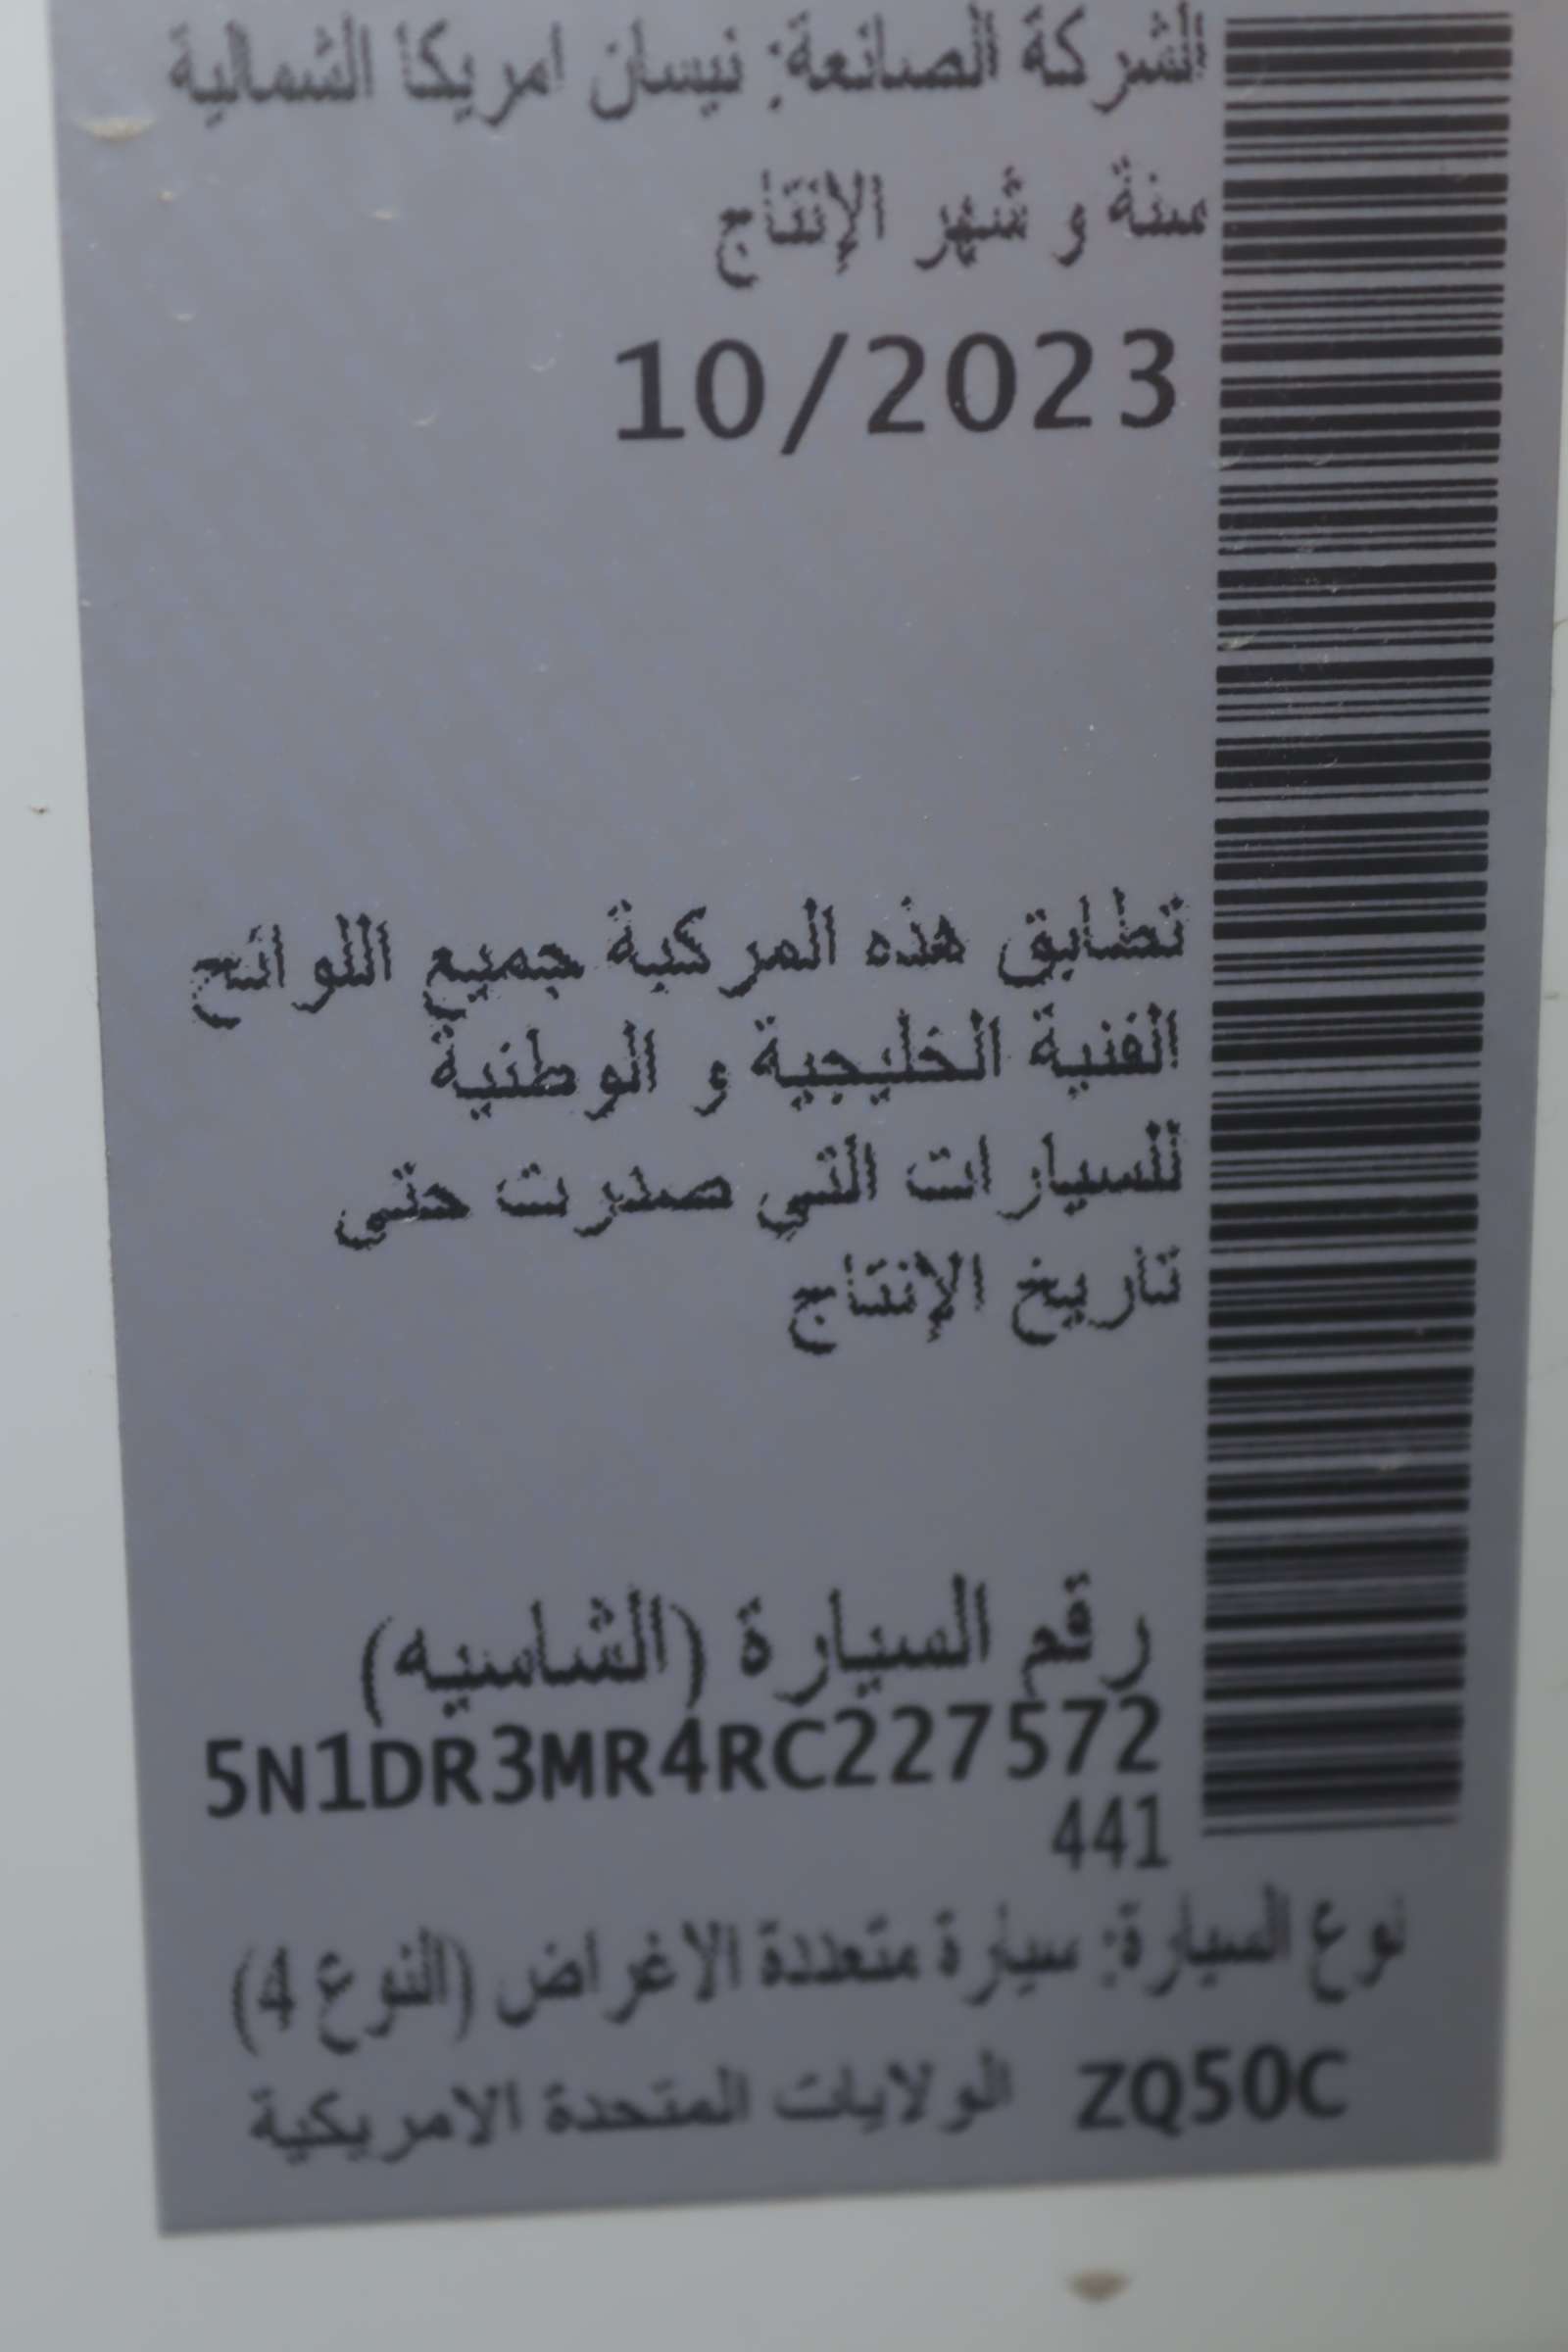 الشركة الصانعة: نيسان امريكا الشمالية
سنة و شهر الإنتاج
10/2023
تطابق هذه المركبة جميع اللوائح
الفنية الخليجية و الوطنية
للسيارات التي صدرت حتى
تاريخ الإنتاج
رقم السيارة (الشاسيه)
5N1DR3MR4RC227572
441
نوع السيارة: سيارة متعددة الاغراض (النوع 4)
ZQ50C الولايات المتحدة الامريكية